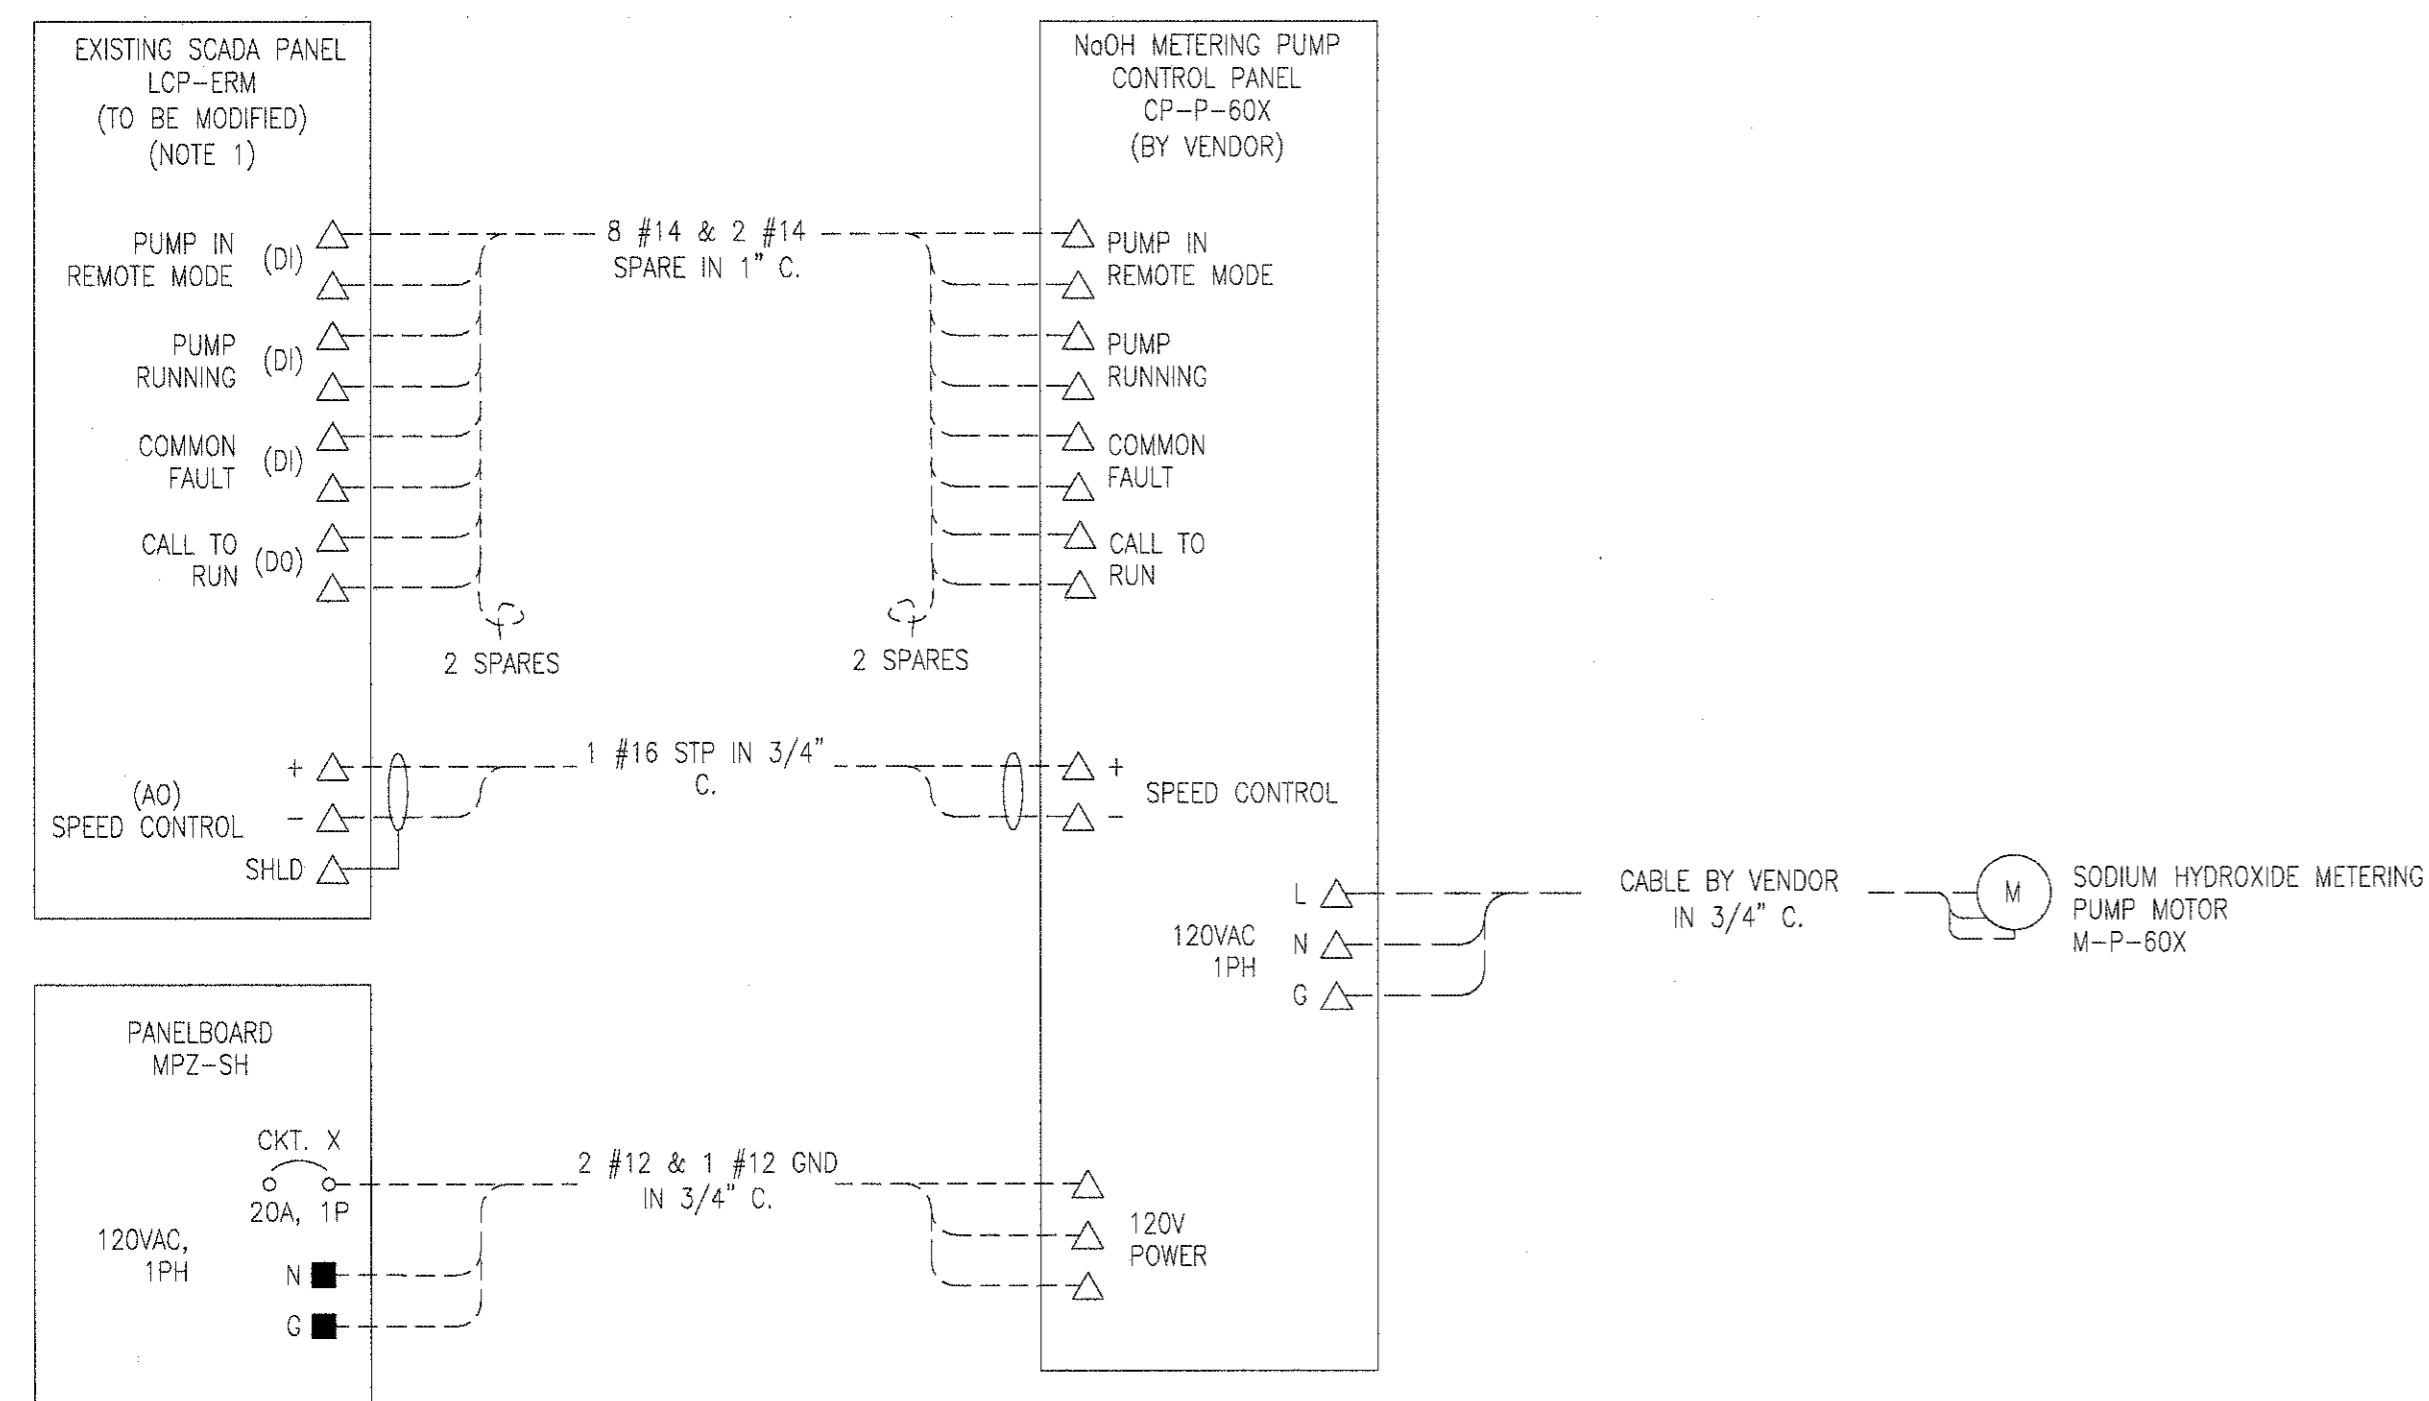 EXISTING SCADA PANEL
LCP-ERM
(TO BE MODIFIED)
(NOTE 1)
PUMP IN
REMOTE MODE
(DI)
PUMP
RUNNING
(DI)
COMMON
FAULT
(DI)
CALL TO
RUN
(DO)
8 #14 & 2 #14
SPARE IN 1" C.
2 SPARES
2 SPARES
NaOH METERING PUMP
CONTROL PANEL
CP-P-60X
(BY VENDOR)
PUMP IN
REMOTE MODE
PUMP
RUNNING
COMMON
FAULT
CALL TO
RUN
(AO)
SPEED CONTROL
+
-
SHLD
1 #16 STP IN 3/4"
C.
+
-
SPEED CONTROL
120VAC
1PH
L
N
G
CABLE BY VENDOR
IN 3/4" C.
M
SODIUM HYDROXIDE METERING
PUMP MOTOR
M-P-60X
PANELBOARD
MPZ-SH
CKT. X
20A, 1P
120VAC,
1PH
N
G
2 #12 & 1 #12 GND
IN 3/4" C.
120V
POWER